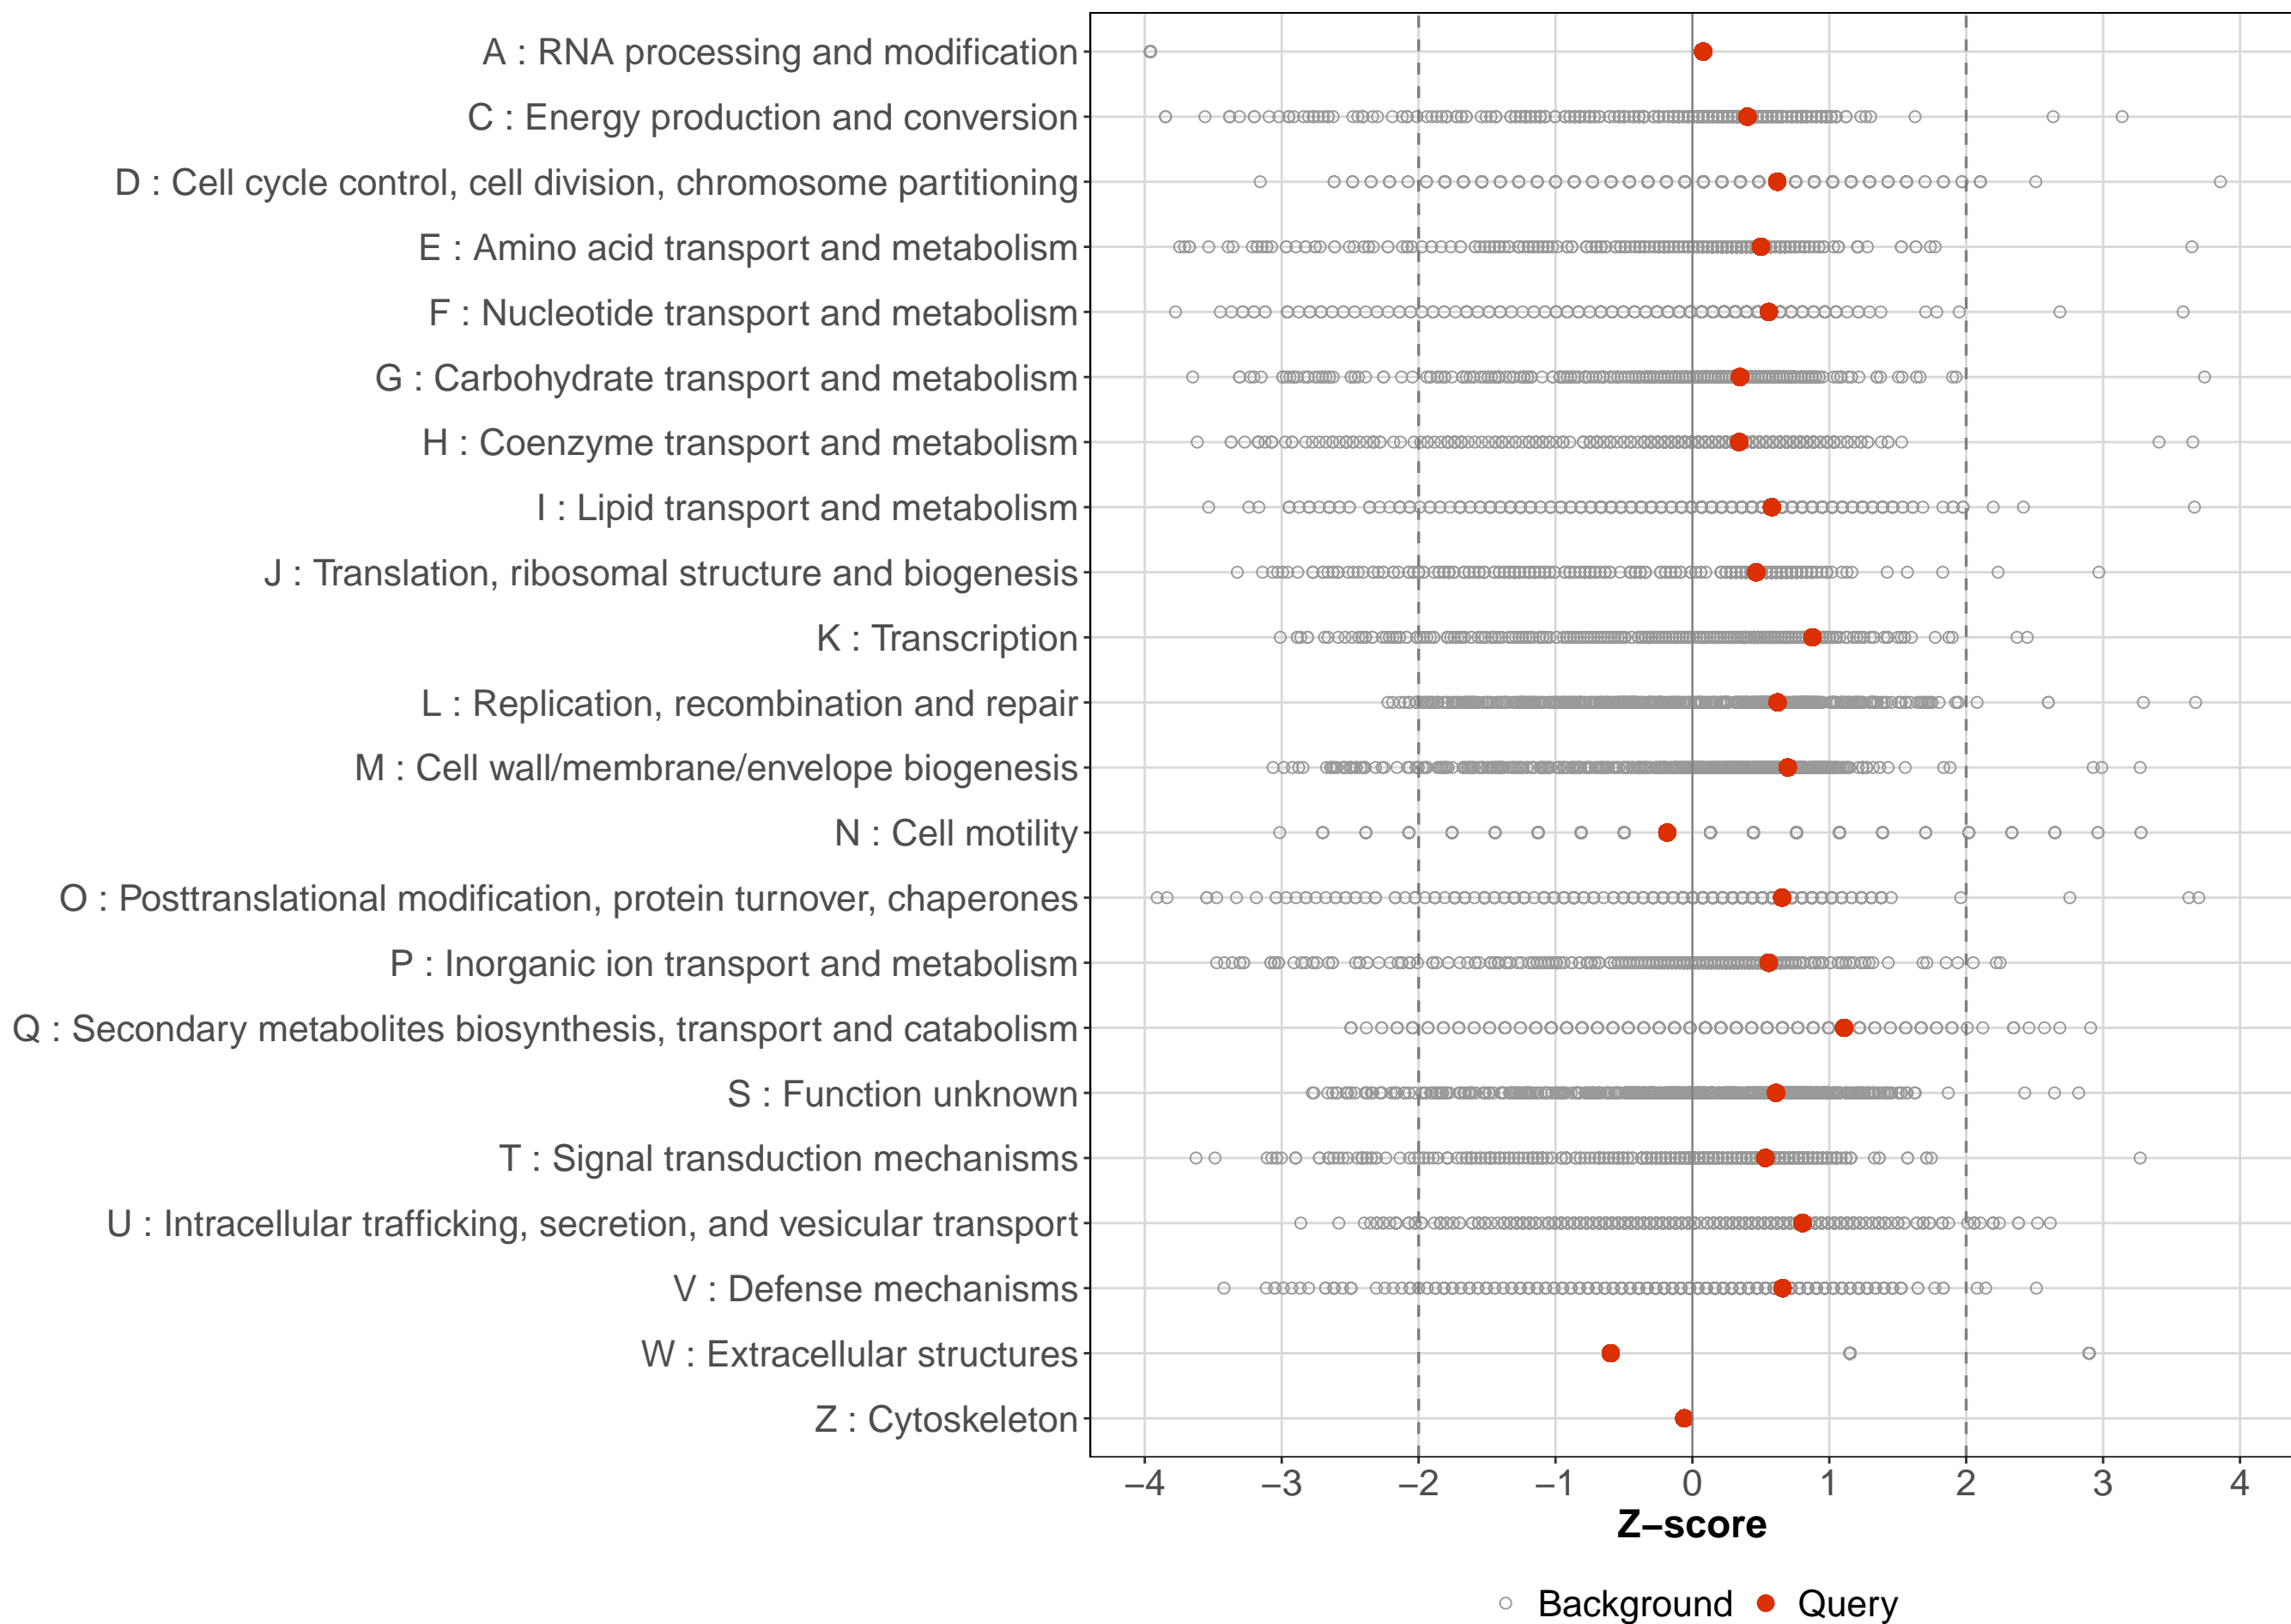 A : RNA processing and modification
C : Energy production and conversion
D : Cell cycle control, cell division, chromosome partitioning
E : Amino acid transport and metabolism
F : Nucleotide transport and metabolism
G : Carbohydrate transport and metabolism
H : Coenzyme transport and metabolism
I : Lipid transport and metabolism
J : Translation, ribosomal structure and biogenesis
K : Transcription
L : Replication, recombination and repair
M : Cell wall/membrane/envelope biogenesis
N : Cell motility
O : Posttranslational modification, protein turnover, chaperones
P : Inorganic ion transport and metabolism
Q : Secondary metabolites biosynthesis, transport and catabolism
S : Function unknown
T : Signal transduction mechanisms
U : Intracellular trafficking, secretion, and vesicular transport
V : Defense mechanisms
W : Extracellular structures
Z : Cytoskeleton
−4 −3 −2 −1 0 1 2 3 4
Z−score
Background Query